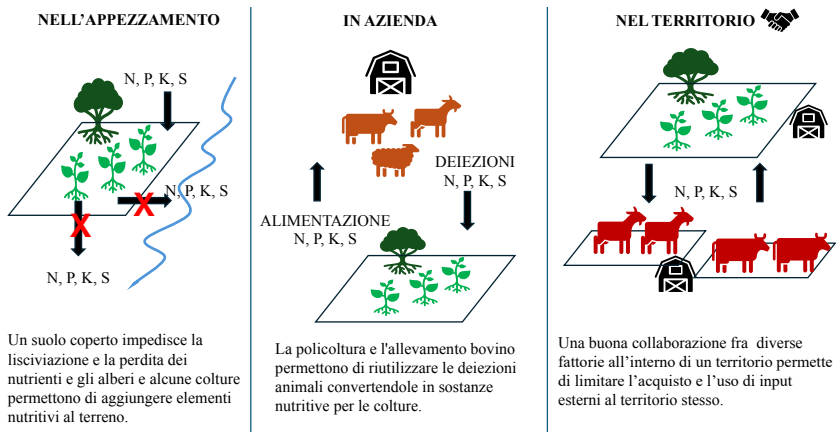 NELL'APPEZZAMENTO
N, P, K, S
N, P, K, S
N, P, K, S
Un suolo coperto impedisce la
lisciviazione e la perdita dei
nutrienti e gli alberi e alcune colture
permettono di aggiungere elementi
nutritivi al terreno.
IN AZIENDA
DEIEZIONI
N, P, K, S
ALIMENTAZIONE
N, P, K, S
La policoltura e l'allevamento bovino
permettono di riutilizzare le deiezioni
animali convertendole in sostanze
nutritive per le colture.
NEL TERRITORIO
N, P, K, S
Una buona collaborazione fra  diverse
fattorie all'interno di un territorio permette
di limitare l'acquisto e l'uso di input
esterni al territorio stesso.